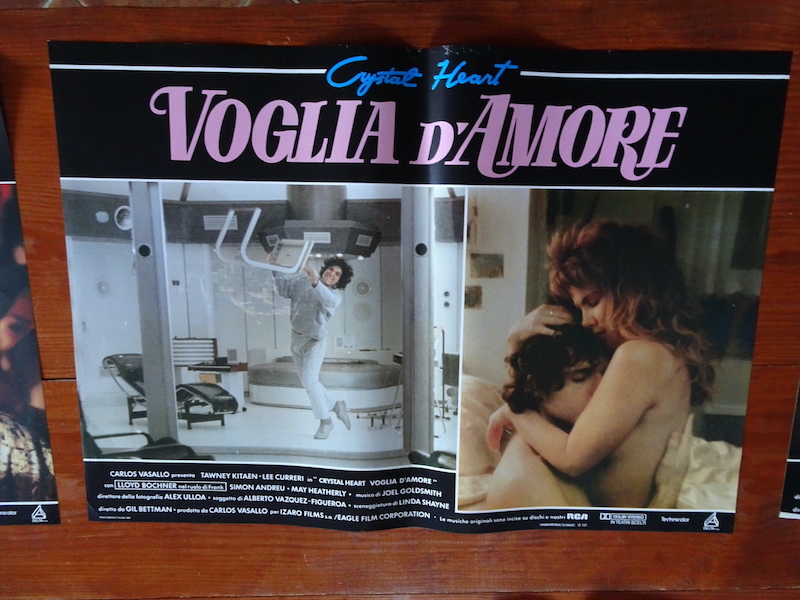 Crystal Heart
VOGLIA D'AMORE
CARLOS VASALLO presenta TAWNEY KITAEN • LEE CURRERI in "CRYSTAL HEART VOGLIA D'AMORE"
con LLOYD BOCHNER nel ruolo di Frank SIMON ANDREU • MAY HEATHERLY • musica di JOEL GOLDSMITH
direttore della fotografia ALEX ULLOA • soggetto di ALBERTO VAZQUEZ-FIGUEROA • sceneggiatura di LINDA SHAYNE
diretto da GIL BETTMAN • prodotto da CARLOS VASALLO per IZARO FILMS s.a. / EAGLE FILM CORPORATION • Le musiche originali sono incise su dischi e nastri RCA
DOLBY STEREO
IN TEATRI SCELTI
Technicolor